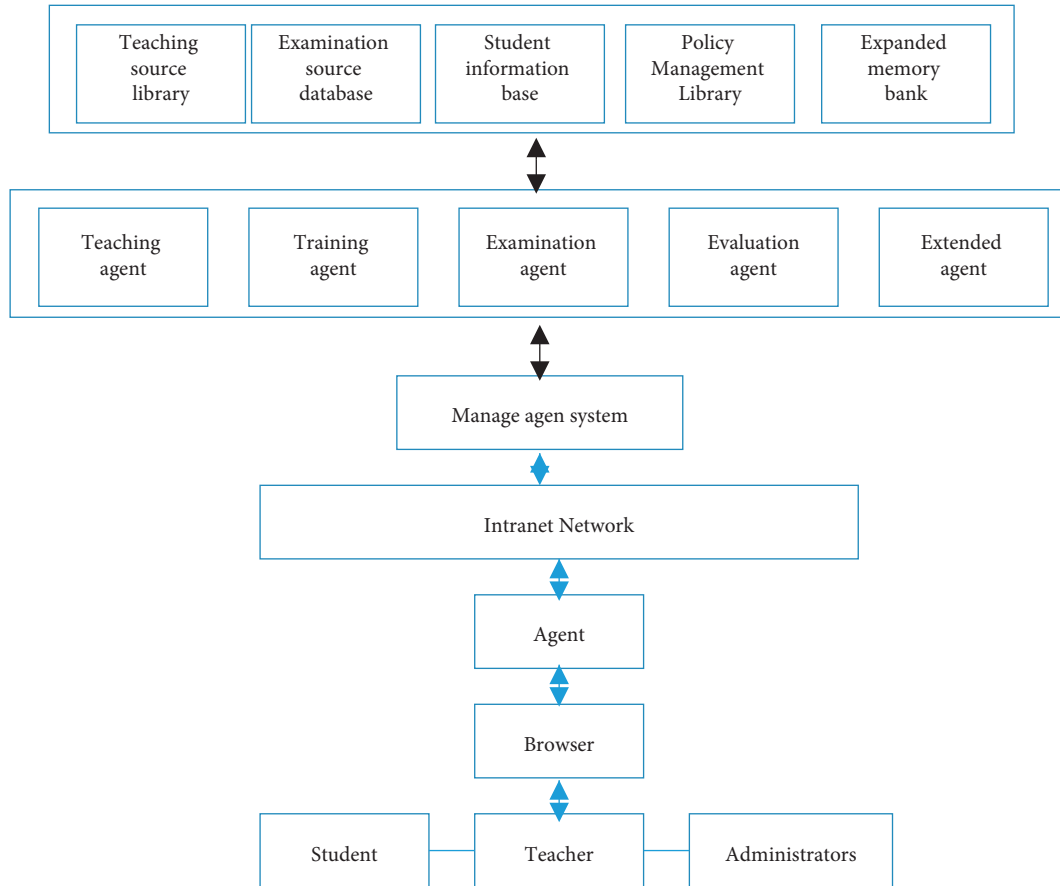 Teaching
source
library
Examination
source
database
Student
information
base
Policy
Management
Library
Expanded
memory
bank
Teaching
agent
Training
agent
Examination
agent
Evaluation
agent
Extended
agent
Manage agen system
Intranet Network
Agent
Browser
Student
Teacher
Administrators